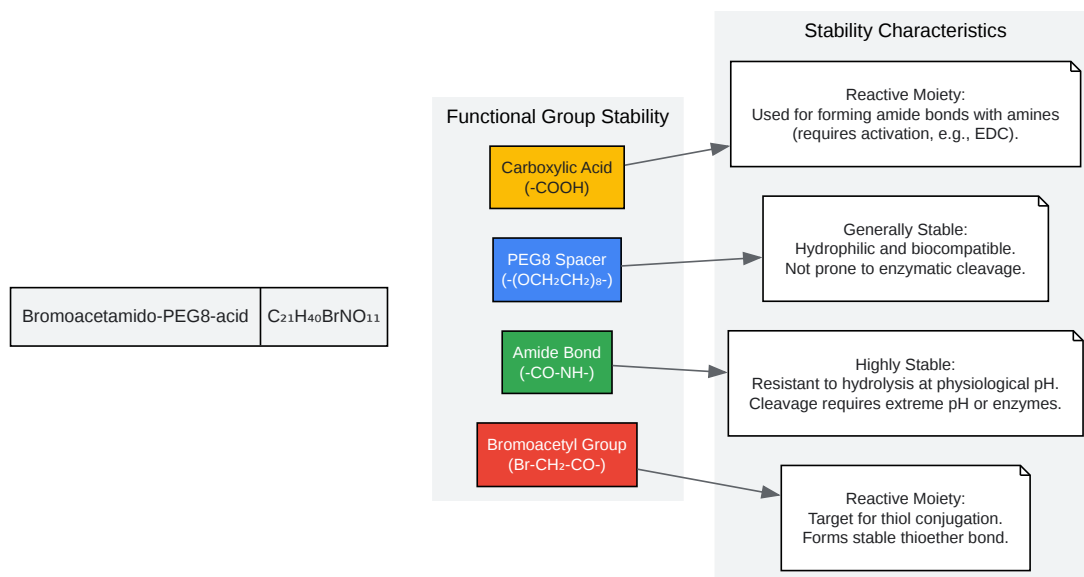 Stability Characteristics
Functional Group Stability
Reactive Moiety:
Used for forming amide bonds with amines
(requires activation, e.g., EDC).
Carboxylic Acid
(-COOH)
Generally Stable:
Hydrophilic and biocompatible.
Not prone to enzymatic cleavage.
PEG8 Spacer
(-(OCH₂CH₂)₈-)
Bromoacetamido-PEG8-acid C₂₁H₄₀BrNO₁₁
Amide Bond
(-CO-NH-)
Highly Stable:
Resistant to hydrolysis at physiological pH.
Cleavage requires extreme pH or enzymes.
Bromoacetyl Group
(Br-CH₂-CO-)
Reactive Moiety:
Target for thiol conjugation.
Forms stable thioether bond.